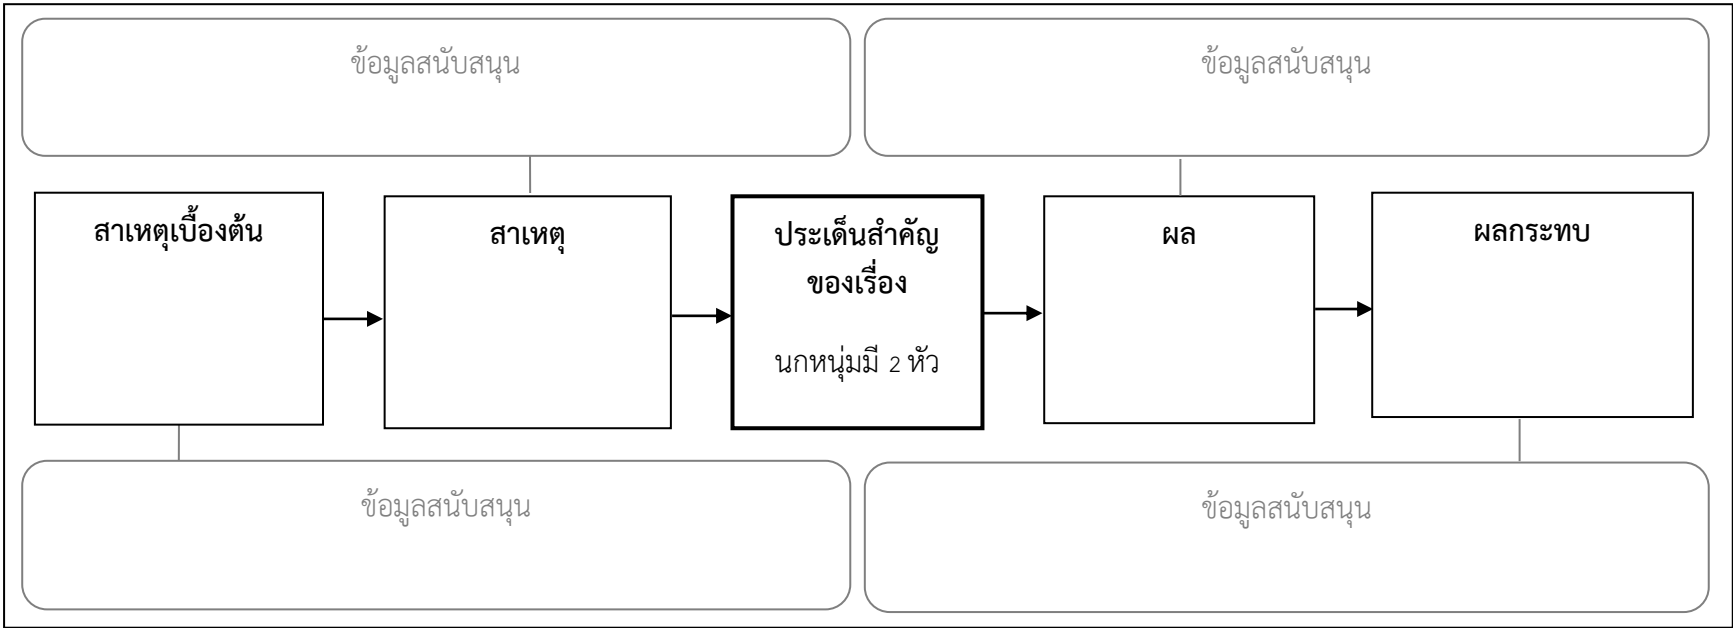 ข้อมูลสนับสนุน
ข้อมูลสนับสนุน
สาเหตุเบื้องต้น
สาเหตุ
ประเด็นสำคัญ
ของเรื่อง
นกหนุ่มมี 2 หัว
ผล
ผลกระทบ
ข้อมูลสนับสนุน
ข้อมูลสนับสนุน